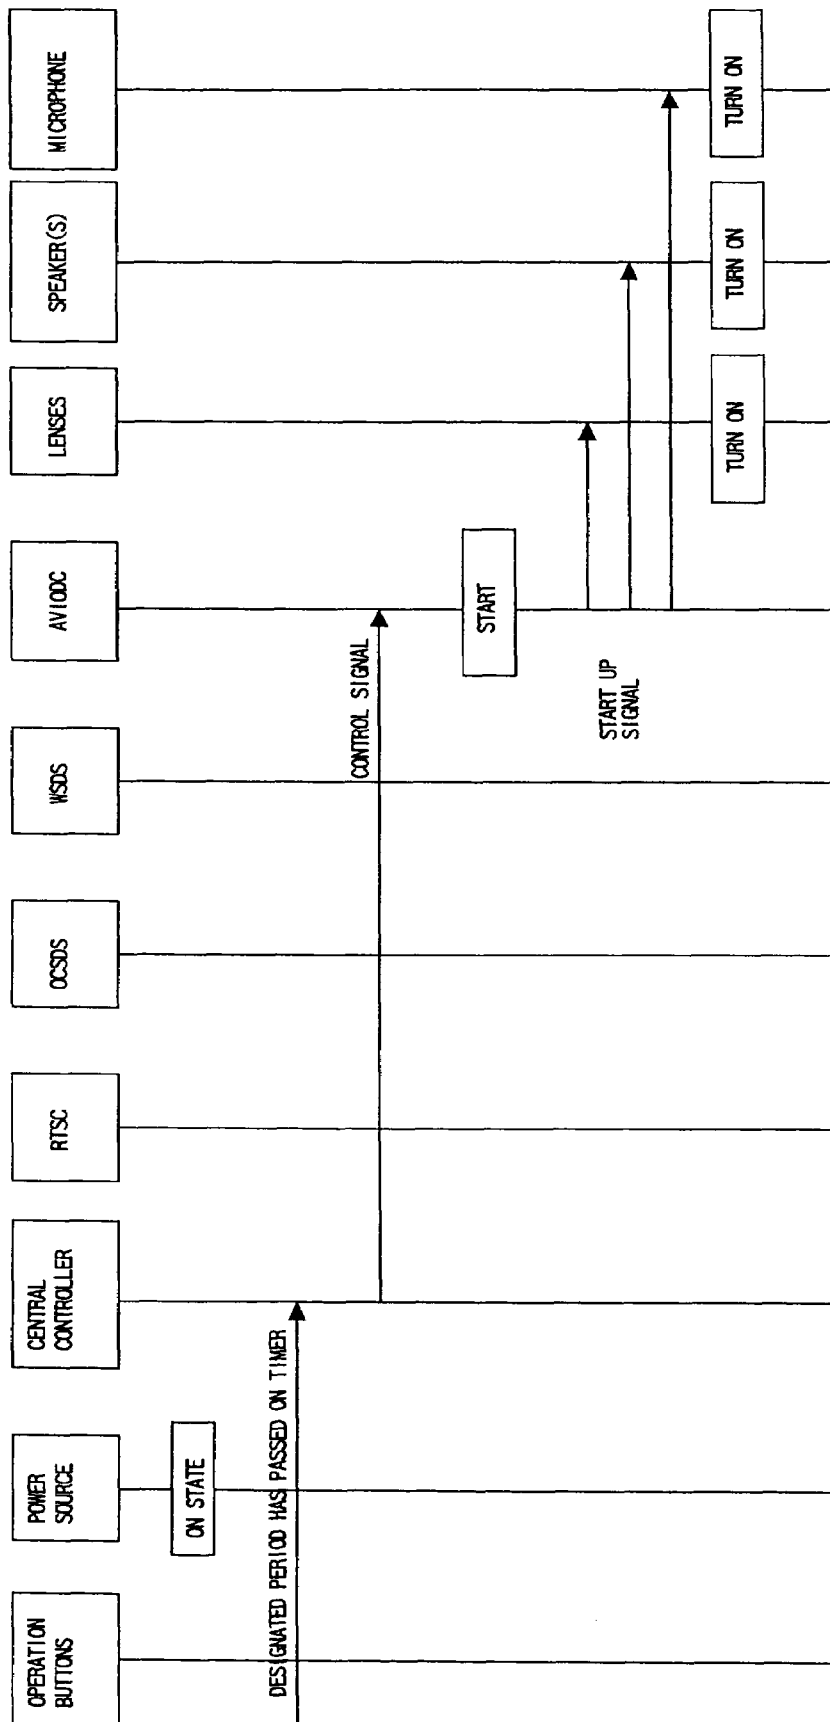 OPERATION
BUTTONS
POWER
SOURCE
CENTRAL
CONTROLLER
RTSC
OCSDS
WSDS
AVIODC
LENSES
SPEAKER(S)
MICROPHONE
ON STATE
DESIGNATED PERIOD HAS PASSED ON TIMER
CONTROL SIGNAL
START
START UP
SIGNAL
TURN ON
TURN ON
TURN ON